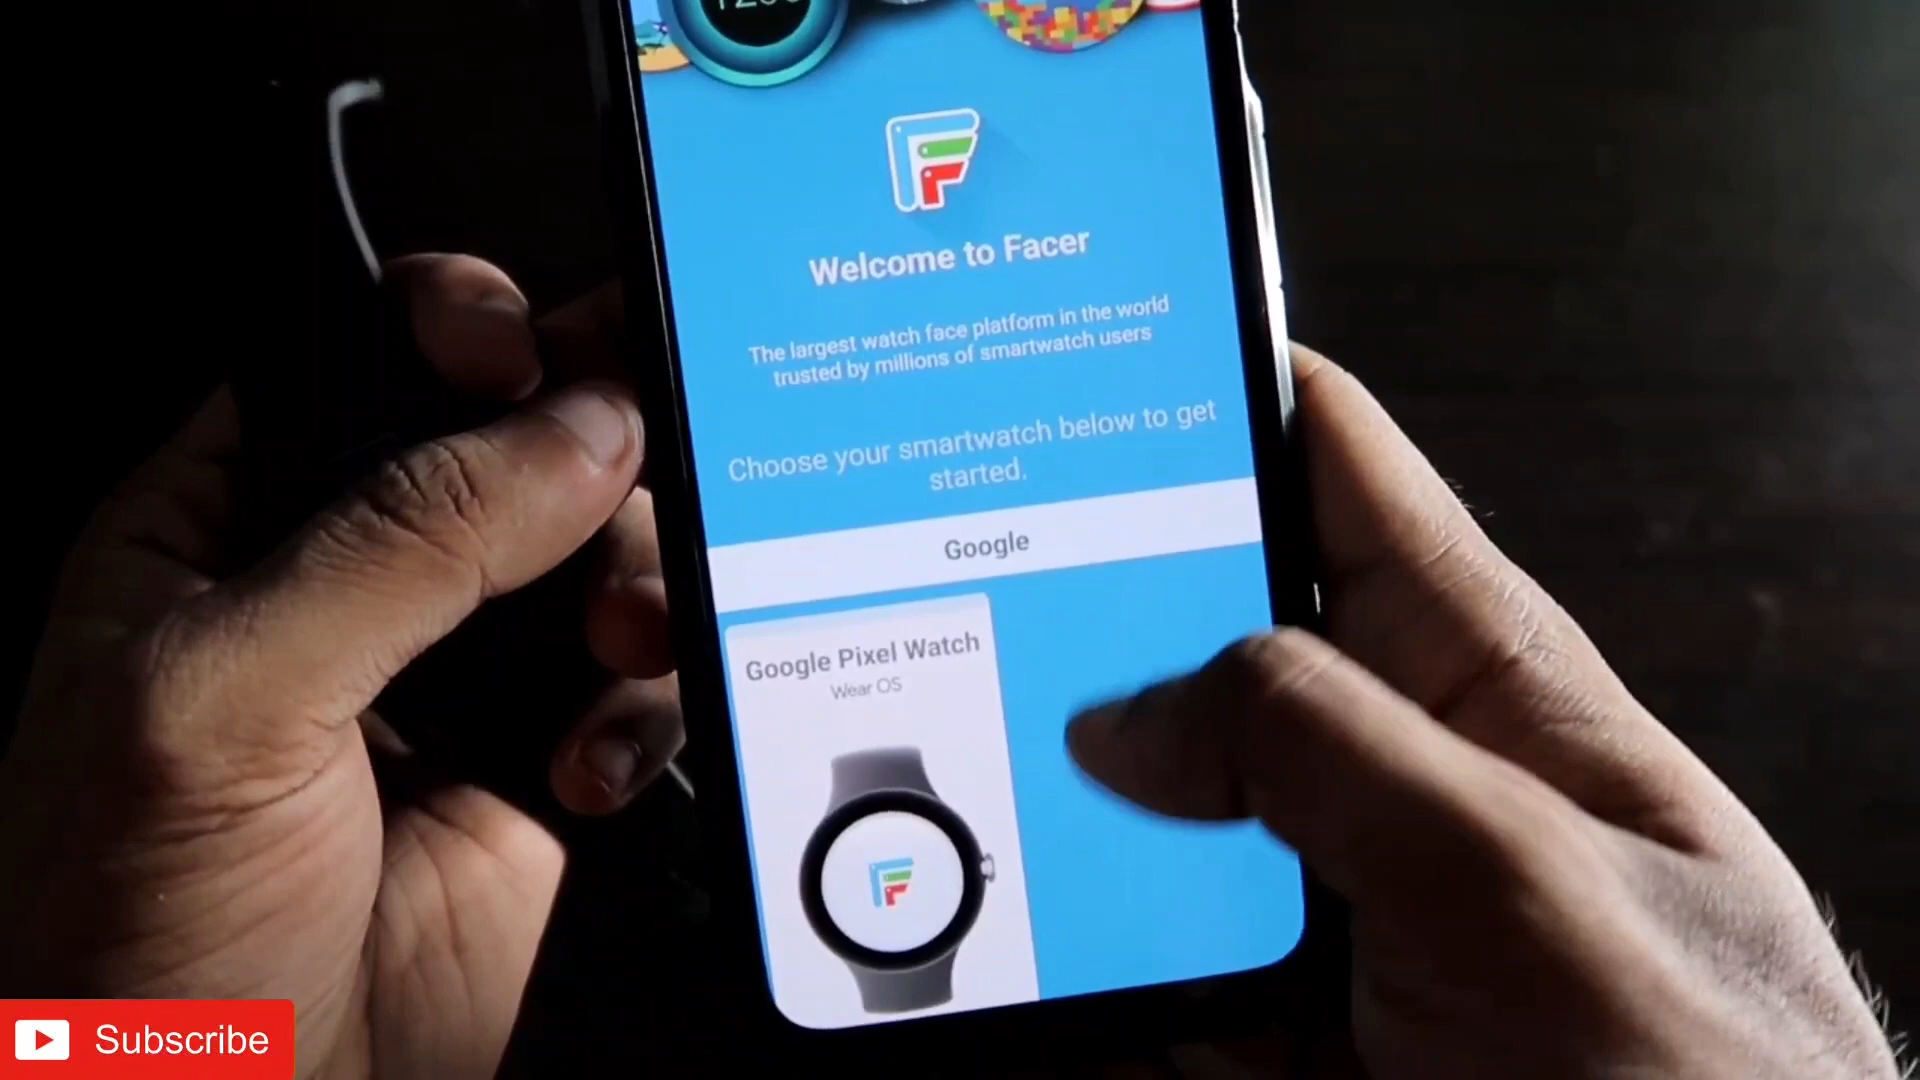 Welcome to Facer
The largest watch face platform in the world
trusted by millions of smartwatch users
Choose your smartwatch below to get
started.
Google
Google Pixel Watch
Wear OS
Subscribe